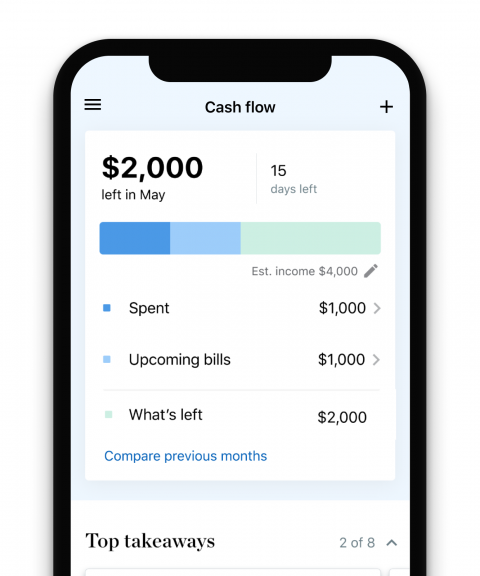 Cash flow
$2,000
left in May
15
days left
Est. income $4,000
Spent $1,000
Upcoming bills $1,000
What's left $2,000
Compare previous months
Top takeaways 2 of 8